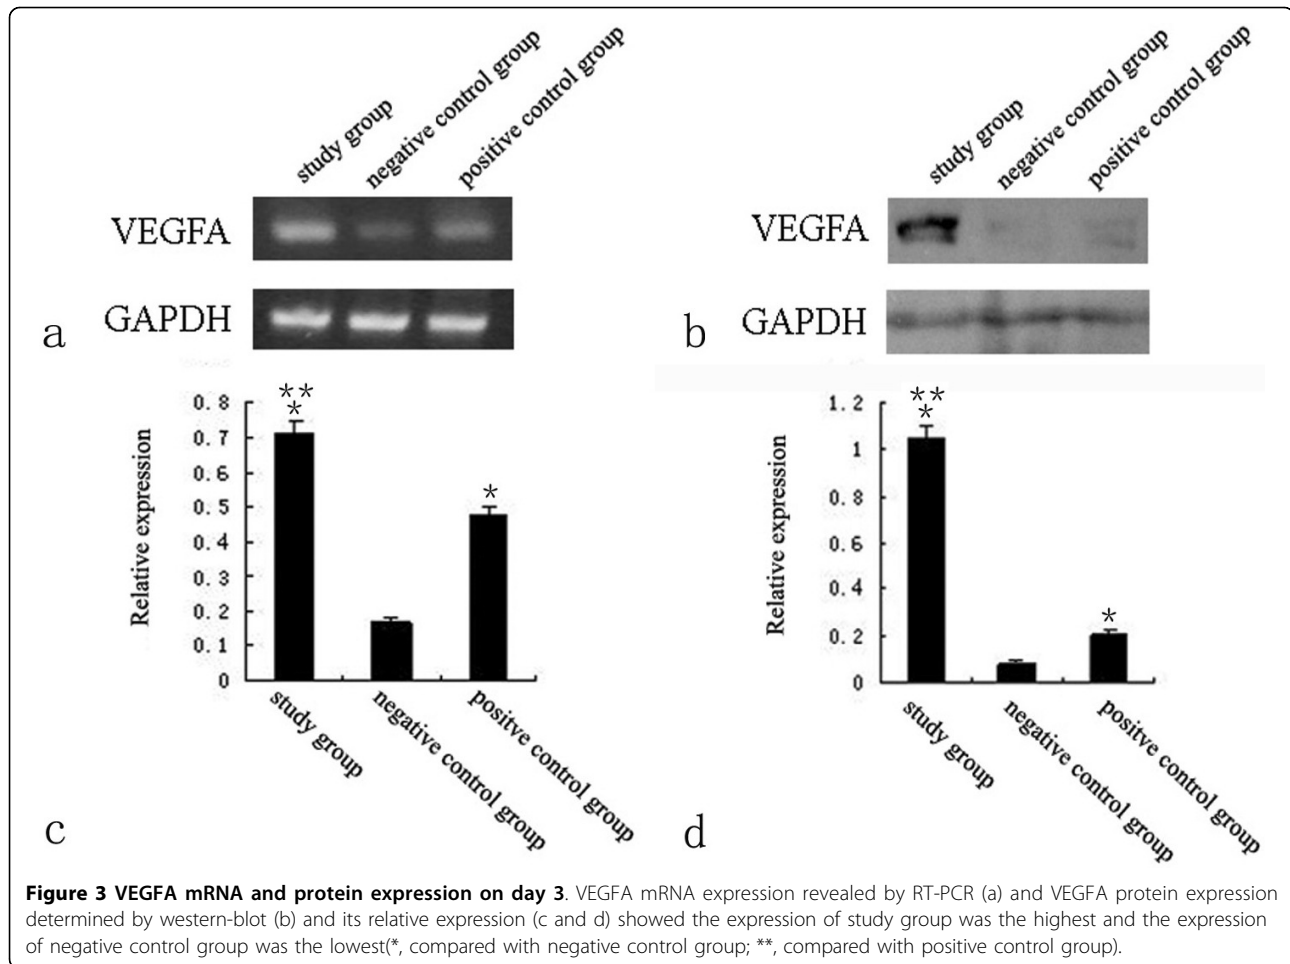 study group
negative control group
positive control group
VEGFA
GAPDH
a
study group
negative control group
positive control group
VEGFA
GAPDH
b
Relative expression
0.8
0.7
0.6
0.5
0.4
0.3
0.2
0.1
0
**
*
*
study group
negative control group
positve control group
c
Relative expression
1.2
1
0.8
0.6
0.4
0.2
0
**
*
*
study group
negative control group
positve control group
d
Figure 3 VEGFA mRNA and protein expression on day 3. VEGFA mRNA expression revealed by RT-PCR (a) and VEGFA protein expression
determined by western-blot (b) and its relative expression (c and d) showed the expression of study group was the highest and the expression
of negative control group was the lowest(*, compared with negative control group; **, compared with positive control group).